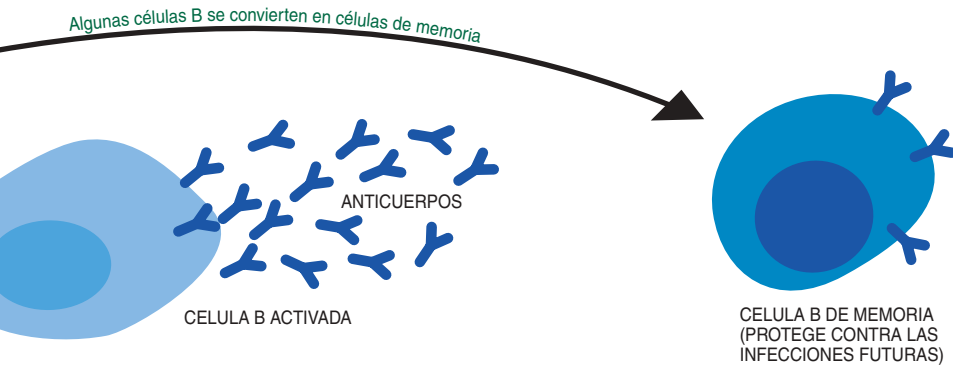 Algunas células B se convierten en células de memoria
ANTICUERPOS
CELULA B ACTIVADA
CELULA B DE MEMORIA
(PROTEGE CONTRA LAS
INFECCIONES FUTURAS)